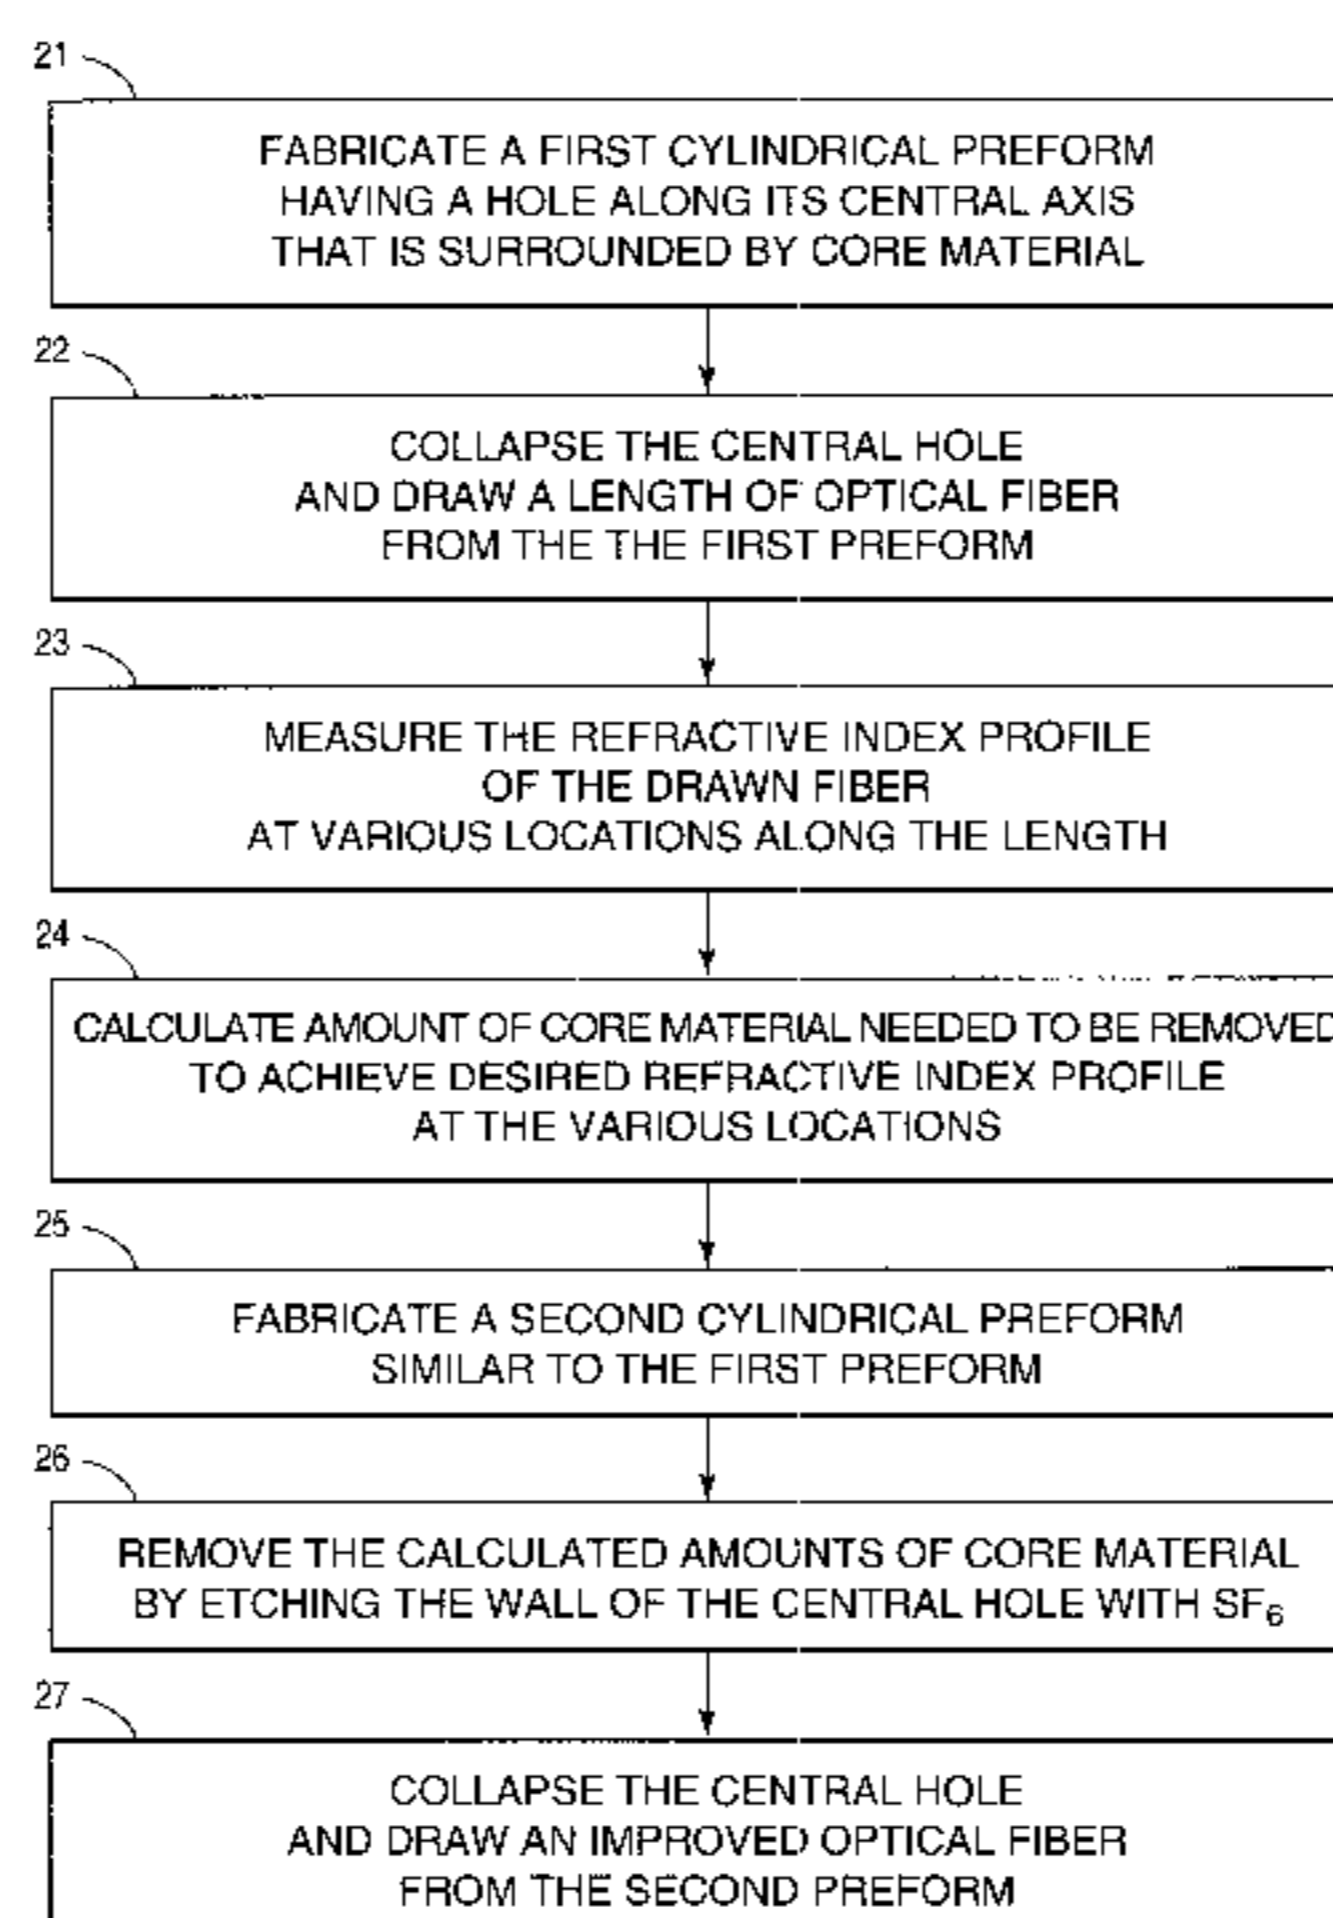 21
FABRICATE A FIRST CYLINDRICAL PREFORM
HAVING A HOLE ALONG ITS CENTRAL AXIS
THAT IS SURROUNDED BY CORE MATERIAL
22
COLLAPSE THE CENTRAL HOLE
AND DRAW A LENGTH OF OPTICAL FIBER
FROM THE THE FIRST PREFORM
23
MEASURE THE REFRACTIVE INDEX PROFILE
OF THE DRAWN FIBER
AT VARIOUS LOCATIONS ALONG THE LENGTH
24
CALCULATE AMOUNT OF CORE MATERIAL NEEDED TO BE REMOVED
TO ACHIEVE DESIRED REFRACTIVE INDEX PROFILE
AT THE VARIOUS LOCATIONS
25
FABRICATE A SECOND CYLINDRICAL PREFORM
SIMILAR TO THE FIRST PREFORM
26
REMOVE THE CALCULATED AMOUNTS OF CORE MATERIAL
BY ETCHING THE WALL OF THE CENTRAL HOLE WITH SF₆
27
COLLAPSE THE CENTRAL HOLE
AND DRAW AN IMPROVED OPTICAL FIBER
FROM THE SECOND PREFORM